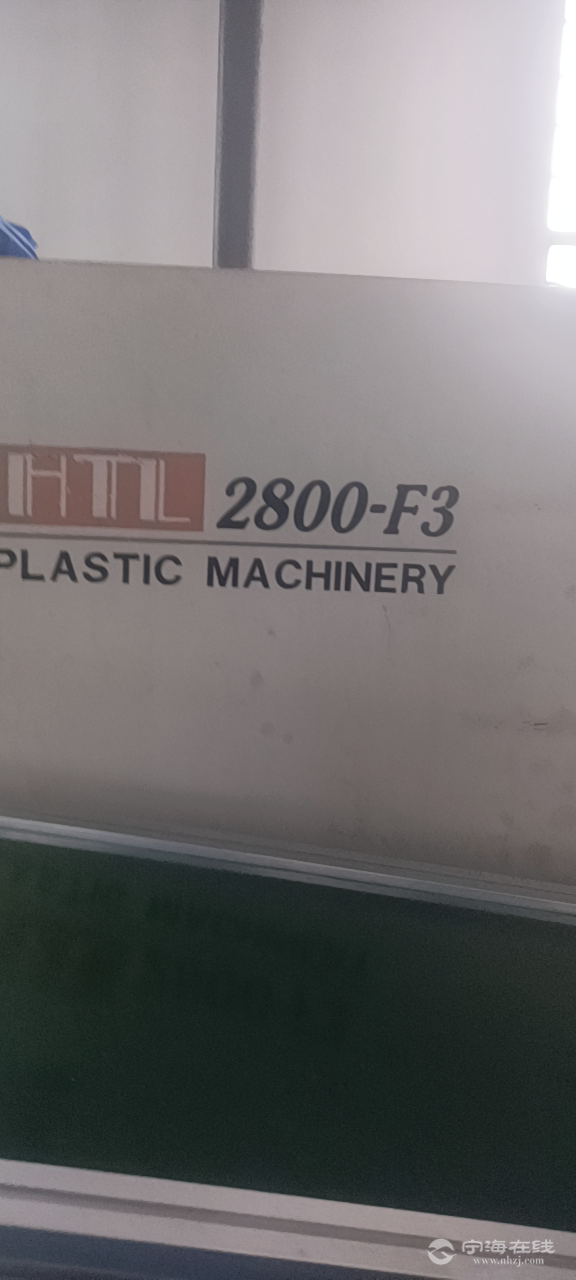 HTL 2800-F3
PLASTIC MACHINERY
宁海在线
www.nhzj.com